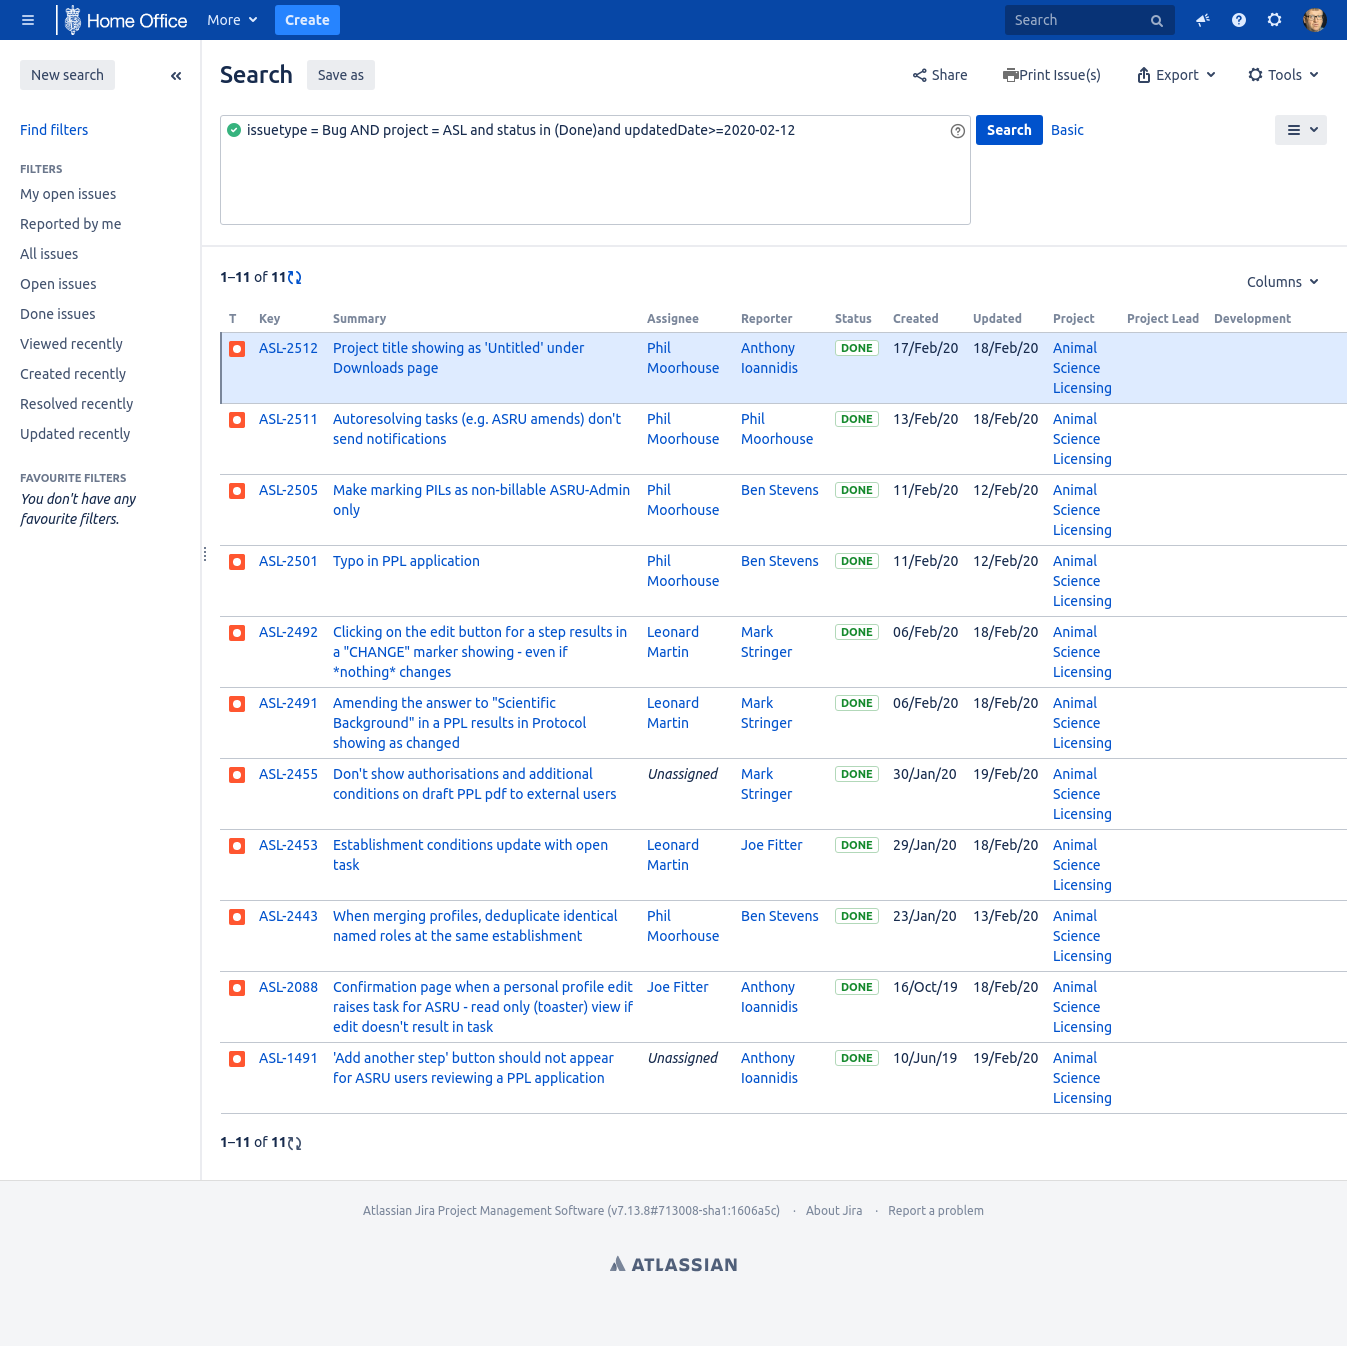 Home Office More Create Search
New search « Search Save as Share Print Issue(s) Export Tools
Find filters
FILTERS
My open issues
Reported by me
All issues
Open issues
Done issues
Viewed recently
Created recently
Resolved recently
Updated recently
FAVOURITE FILTERS
You don't have any
favourite filters.
issuetype = Bug AND project = ASL and status in (Done)and updatedDate>=2020-02-12 Search Basic
1–11 of 11
Columns
T Key Summary Assignee Reporter Status Created Updated Project Project Lead Development
ASL-2512 Project title showing as 'Untitled' under Phil Anthony DONE 17/Feb/20 18/Feb/20 Animal
Downloads page Moorhouse Ioannidis Science
Licensing
ASL-2511 Autoresolving tasks (e.g. ASRU amends) don't Phil Phil DONE 13/Feb/20 18/Feb/20 Animal
send notifications Moorhouse Moorhouse Science
Licensing
ASL-2505 Make marking PILs as non-billable ASRU-Admin Phil Ben Stevens DONE 11/Feb/20 12/Feb/20 Animal
only Moorhouse Science
Licensing
ASL-2501 Typo in PPL application Phil Ben Stevens DONE 11/Feb/20 12/Feb/20 Animal
Moorhouse Science
Licensing
ASL-2492 Clicking on the edit button for a step results in Leonard Mark DONE 06/Feb/20 18/Feb/20 Animal
a "CHANGE" marker showing - even if Martin Stringer Science
*nothing* changes Licensing
ASL-2491 Amending the answer to "Scientific Leonard Mark DONE 06/Feb/20 18/Feb/20 Animal
Background" in a PPL results in Protocol Martin Stringer Science
showing as changed Licensing
ASL-2455 Don't show authorisations and additional Unassigned Mark DONE 30/Jan/20 19/Feb/20 Animal
conditions on draft PPL pdf to external users Stringer Science
Licensing
ASL-2453 Establishment conditions update with open Leonard Joe Fitter DONE 29/Jan/20 18/Feb/20 Animal
task Martin Science
Licensing
ASL-2443 When merging profiles, deduplicate identical Phil Ben Stevens DONE 23/Jan/20 13/Feb/20 Animal
named roles at the same establishment Moorhouse Science
Licensing
ASL-2088 Confirmation page when a personal profile edit Joe Fitter Anthony DONE 16/Oct/19 18/Feb/20 Animal
raises task for ASRU - read only (toaster) view if Ioannidis Science
edit doesn't result in task Licensing
ASL-1491 'Add another step' button should not appear Unassigned Anthony DONE 10/Jun/19 19/Feb/20 Animal
for ASRU users reviewing a PPL application Ioannidis Science
Licensing
1–11 of 11
Atlassian Jira Project Management Software (v7.13.8#713008-sha1:1606a5c) · About Jira · Report a problem
ATLASSIAN